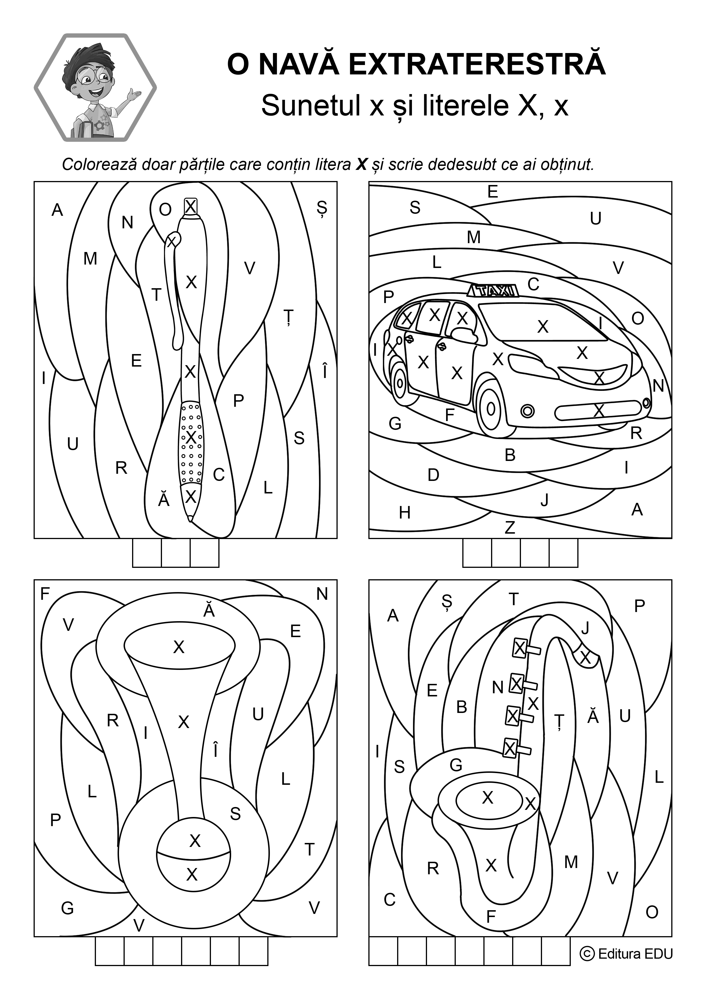 O NAVĂ EXTRATERESTRĂ
Sunetul x și literele X, x
Colorează doar părțile care conțin litera X și scrie dedesubt ce ai obținut.
A
O
X
Ș
N
X
M
V
X
T
Ț
E
X
Î
I
P
X
S
U
R
C
L
Ă
X
E
S
U
M
L
V
C
P
TAXI
X
X
X
X
I
O
I
X
X
X
X
X
X
N
X
F
G
R
B
I
D
J
H
A
Z
F
N
Ă
V
E
X
R
I
X
U
Î
L
L
P
S
X
T
X
G
V
V
A
Ș
T
P
J
X
X
E
N
X
B
X
X
Ț
Ă
U
I
X
S
G
L
X
X
R
X
M
V
C
F
O
© Editura EDU